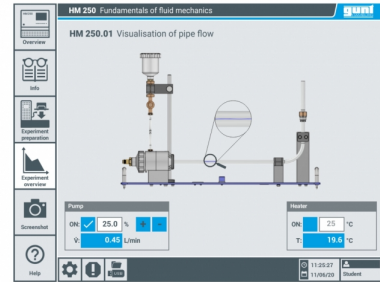 HM 250 Fundamentals of fluid mechanics
gunt
HM 250.01 Visualisation of pipe flow
Overview
Info
Experiment
preparation
Experiment
overview
Screenshot
Help
Pump
ON: 25.0 % + -
V̇: 0.45 L/min
Heater
ON: 25 °C
T: 19.6 °C
USB
11:25:27
11/06/20
Student